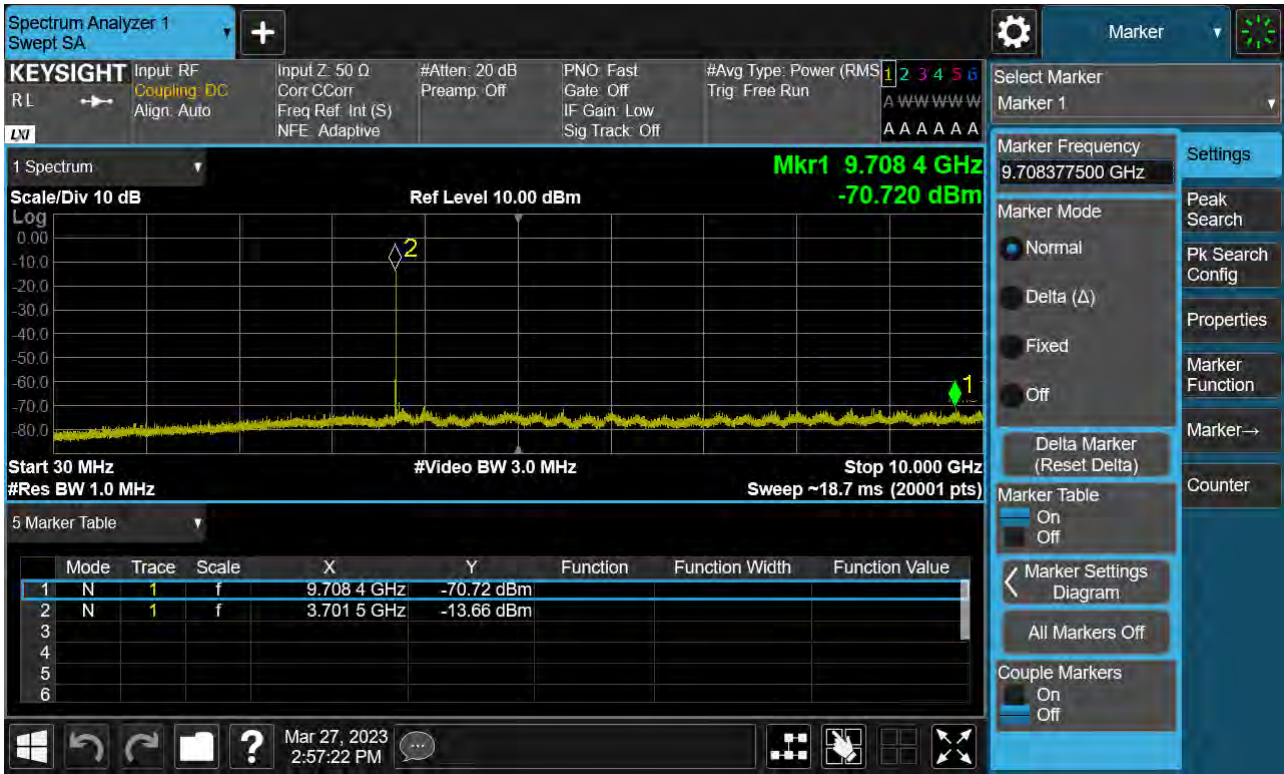 Spectrum Analyzer 1
Swept SA
Marker
KEYSIGHT
RL
LXI
Input: RF
Coupling: DC
Align: Auto
Input Z: 50 Ω
Corr CCorr
Freq Ref: Int (S)
NFE: Adaptive
#Atten: 20 dB
Preamp: Off
PNO: Fast
Gate: Off
IF Gain: Low
Sig Track: Off
#Avg Type: Power (RMS
Trig: Free Run
1 2 3 4 5 6
A W W W W W
A A A A A A
Select Marker
Marker 1
1 Spectrum
Mkr1 9.708 4 GHz
-70.720 dBm
Scale/Div 10 dB
Ref Level 10.00 dBm
Log
0.00
-10.0
-20.0
-30.0
-40.0
-50.0
-60.0
-70.0
-80.0
2
1
Start 30 MHz
#Video BW 3.0 MHz
Stop 10.000 GHz
#Res BW 1.0 MHz
Sweep ~18.7 ms (20001 pts)
5 Marker Table
Mode Trace Scale X Y Function Function Width Function Value
1 N 1 f 9.708 4 GHz -70.72 dBm
2 N 1 f 3.701 5 GHz -13.66 dBm
3
4
5
6
Marker Frequency
9.708377500 GHz
Marker Mode
Normal
Delta (Δ)
Fixed
Off
Delta Marker
(Reset Delta)
Marker Table
On
Off
Marker Settings
Diagram
All Markers Off
Couple Markers
On
Off
Settings
Peak
Search
Pk Search
Config
Properties
Marker
Function
Marker→
Counter
?
Mar 27, 2023
2:57:22 PM